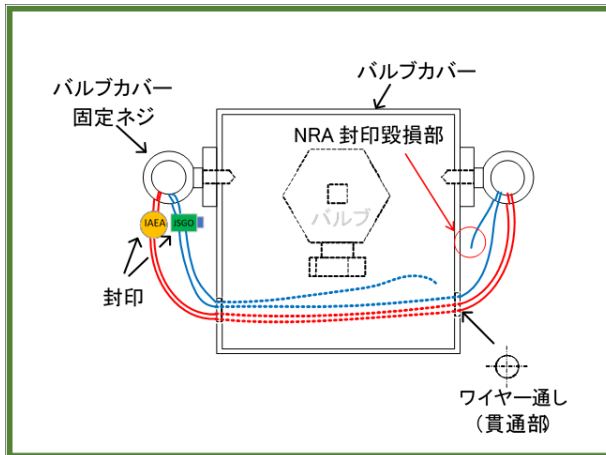 バルブカバー
バルブカバー
固定ネジ
NRA 封印毀損部
バルブ
IAEA
JSGO
封印
ワイヤー通し
（貫通部）